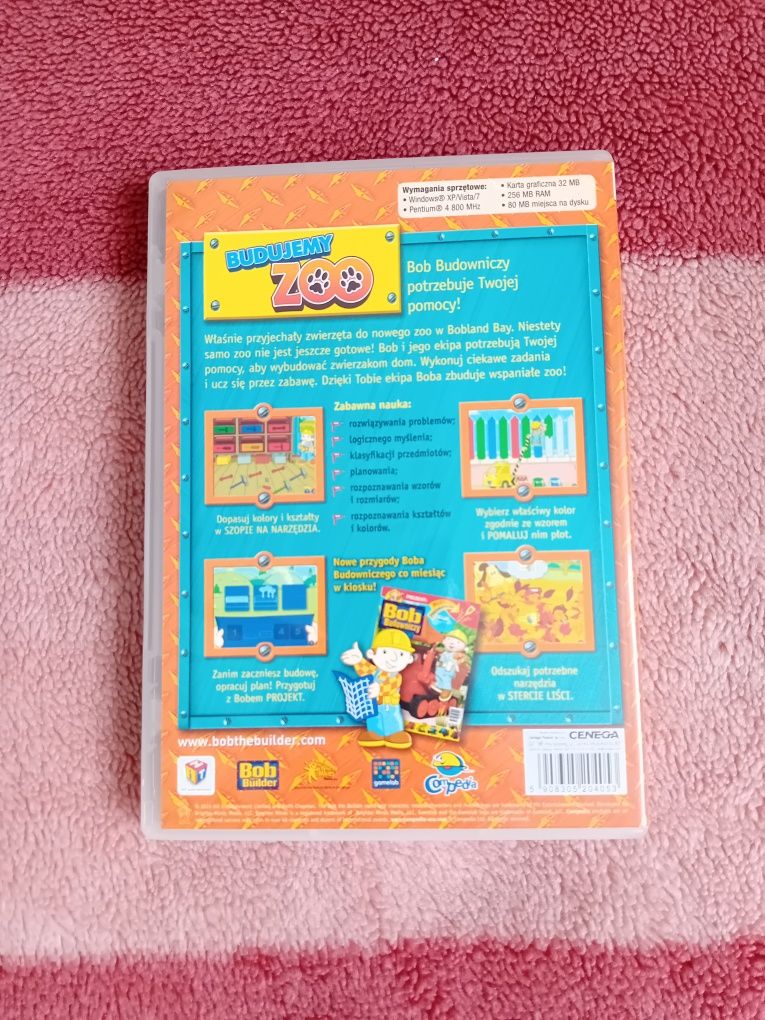 Wymagania sprzętowe:
• Windows® XP/Vista/7
• Pentium® 4 800 MHz
• Karta graficzna 32 MB
• 256 MB RAM
• 80 MB miejsca na dysku
BUDUJEMY
ZOO
Bob Budowniczy
potrzebuje Twojej
pomocy!
Właśnie przyjechały zwierzęta do nowego zoo w Bobland Bay. Niestety
samo zoo nie jest jeszcze gotowe! Bob i jego ekipa potrzebują Twojej
pomocy, aby wybudować zwierzakom dom. Wykonuj ciekawe zadania
i ucz się przez zabawę. Dzięki Tobie ekipa Boba zbuduje wspaniałe zoo!
Zabawna nauka:
rozwiązywania problemów;
logicznego myślenia;
klasyfikacji przedmiotów;
planowania;
rozpoznawania wzorów
i rozmiarów;
rozpoznawania kształtów
i kolorów.
Dopasuj kolory i kształty
w SZOPIE NA NARZĘDZIA.
Wybierz właściwy kolor
zgodnie ze wzorem
i POMALUJ nim płot.
Nowe przygody Boba
Budowniczego co miesiąc
w kiosku!
Bob
Budowniczy
Zanim zaczniesz budowę,
opracuj plan! Przygotuj
z Bobem PROJEKT.
Odszukaj potrzebne
narzędzia
w STERCIE LIŚCI.
www.bobthebuilder.com
CENEGA
HIT
Bob
the
Builder
gamelab
Compedia
5 908305 204053